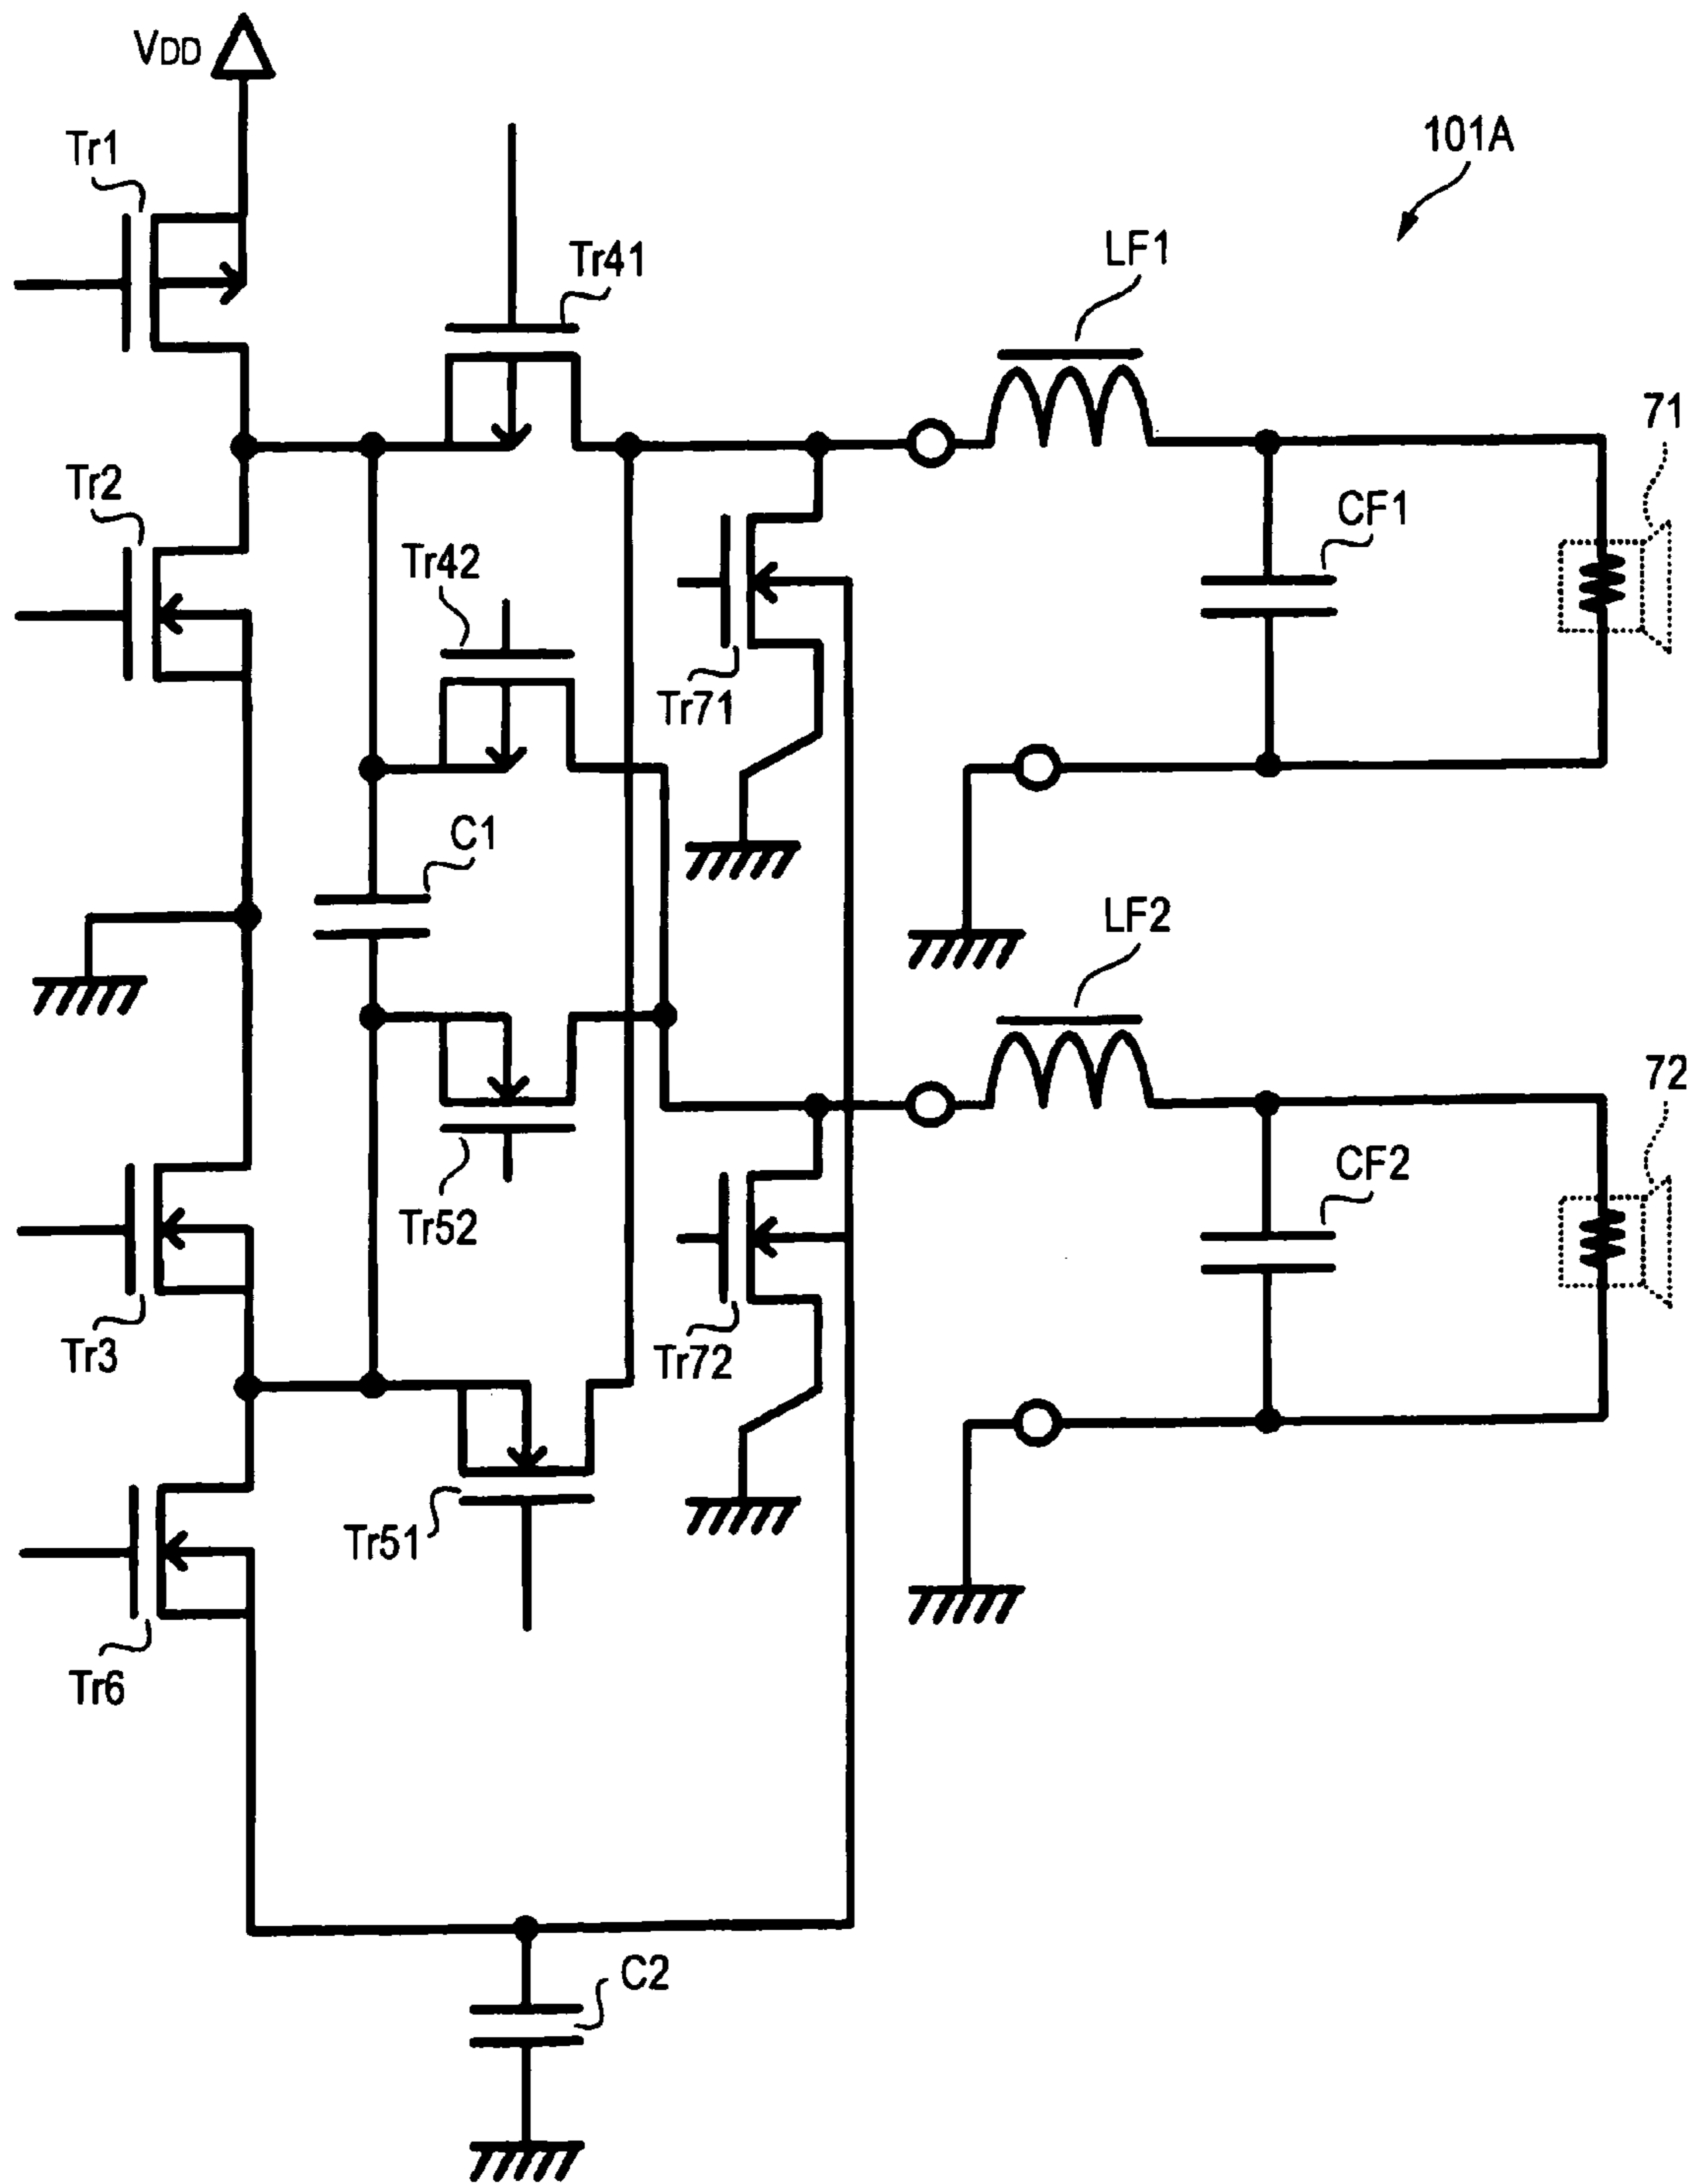 VDD
Tr1
101A
Tr41
LF1
71
Tr2
CF1
Tr42
Tr71
C1
LF2
72
CF2
Tr52
Tr3
Tr72
Tr51
Tr6
C2